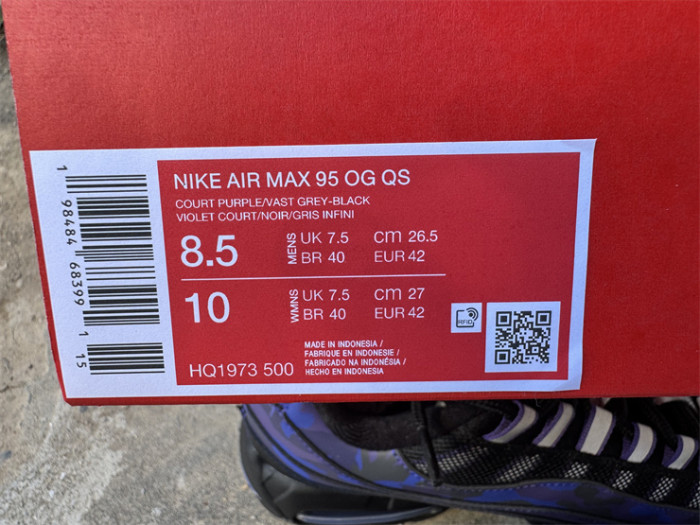 NIKE AIR MAX 95 OG QS
COURT PURPLE/VAST GREY-BLACK
VIOLET COURT/NOIR/GRIS INFINI
8.5 MENS UK 7.5 cm 26.5
BR 40 EUR 42
10 WMNS UK 7.5 cm 27
BR 40 EUR 42
RFID
HQ1973 500
MADE IN INDONESIA /
FABRIQUE EN INDONESIE /
FABRICADO NA INDONÉSIA /
HECHO EN INDONESIA
1 98484 68399 1 15